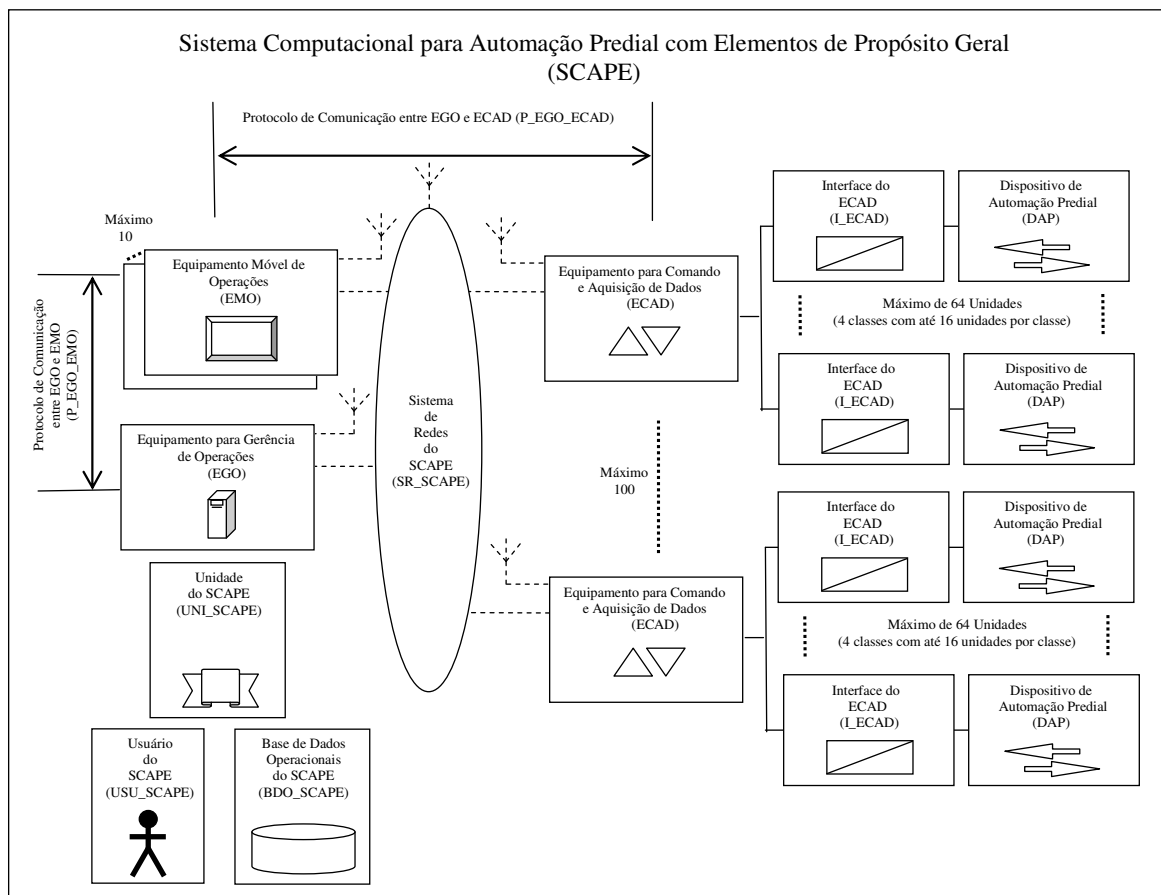 Sistema Computacional para Automação Predial com Elementos de Propósito Geral
(SCAPE)
Protocolo de Comunicação entre EGO e ECAD (P_EGO_ECAD)
Máximo
10
Equipamento Móvel de
Operações
(EMO)
Protocolo de Comunicação
entre EGO e EMO
(P_EGO_EMO)
Equipamento para Gerência
de Operações
(EGO)
Unidade
do SCAPE
(UNI_SCAPE)
Usuário
do
SCAPE
(USU_SCAPE)
Base de Dados
Operacionais
do SCAPE
(BDO_SCAPE)
Sistema
de
Redes
do
SCAPE
(SR_SCAPE)
Equipamento para Comando
e Aquisição de Dados
(ECAD)
Máximo
100
Equipamento para Comando
e Aquisição de Dados
(ECAD)
Interface do
ECAD
(I_ECAD)
Dispositivo de
Automação Predial
(DAP)
Máximo de 64 Unidades
(4 classes com até 16 unidades por classe)
Interface do
ECAD
(I_ECAD)
Dispositivo de
Automação Predial
(DAP)
Interface do
ECAD
(I_ECAD)
Dispositivo de
Automação Predial
(DAP)
Máximo de 64 Unidades
(4 classes com até 16 unidades por classe)
Interface do
ECAD
(I_ECAD)
Dispositivo de
Automação Predial
(DAP)